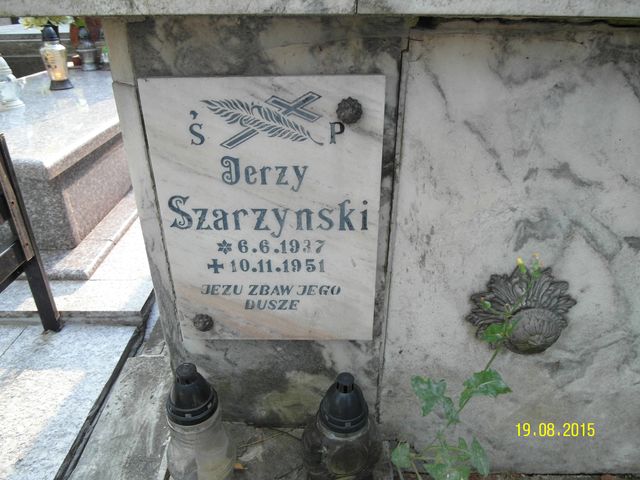 Ś P
Jerzy
Szarzynski
✲ 6.6.1937
✝ 10.11.1951
JEZU ZBAW JEGO
DUSZE
19.08.2015